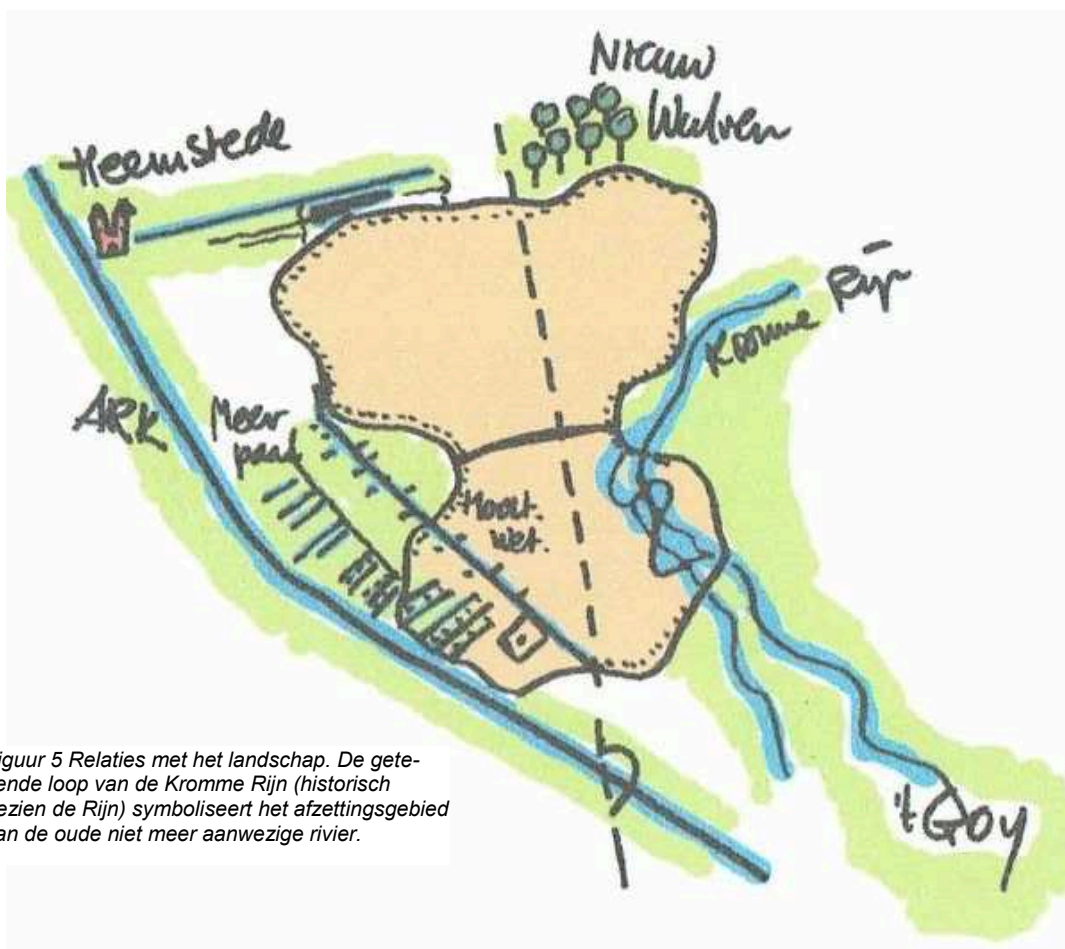 Nieuw
Wulven
Heemstede
Kromme Rijn
ARK
Meer
paal
Hout.
Wet.
't Goy
iguur 5 Relaties met het landschap. De gete-
ende loop van de Kromme Rijn (historisch
ezien de Rijn) symboliseert het afzettingsgebied
an de oude niet meer aanwezige rivier.